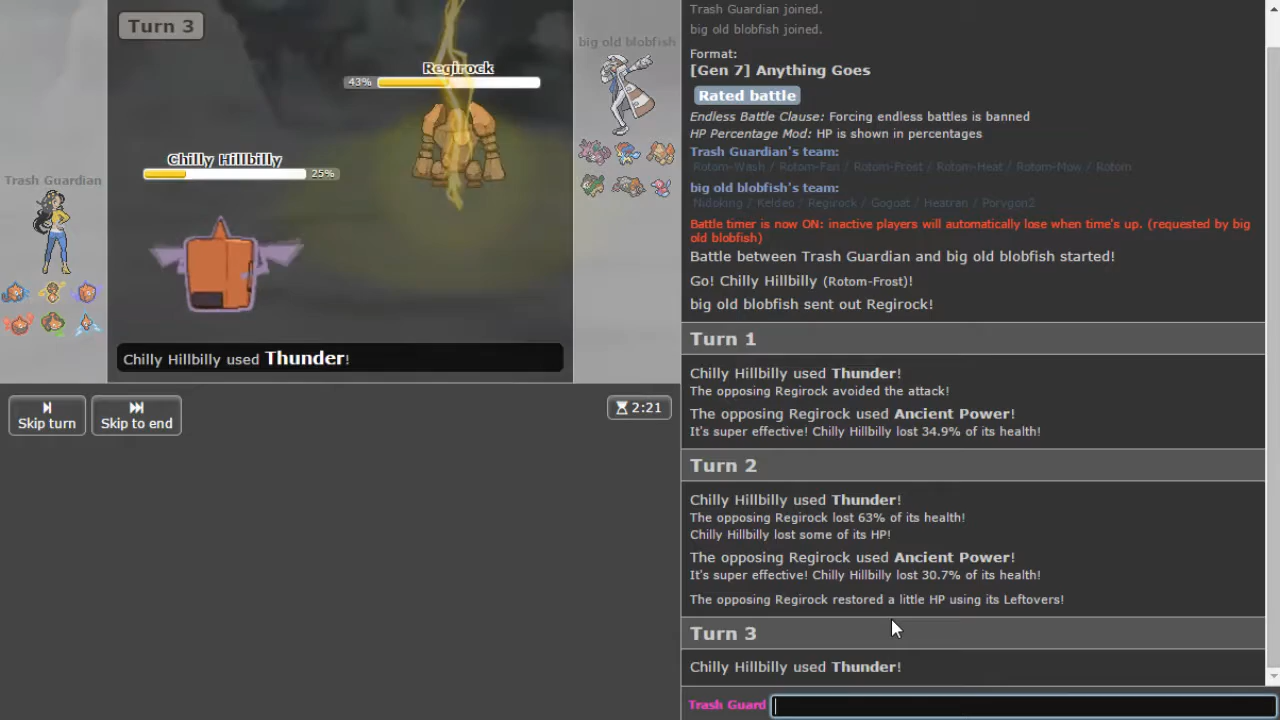 Turn 3
Regirock
43%
Chilly Hillbilly
25%
Trash Guardian
big old blobfish
Chilly Hillbilly used Thunder!
Skip turn
Skip to end
2:21
Trash Guardian joined.
big old blobfish joined.
Format:
[Gen 7] Anything Goes
Rated battle
Endless Battle Clause: Forcing endless battles is banned
HP Percentage Mod: HP is shown in percentages
Trash Guardian's team:
Rotom-Wash / Rotom-Fan / Rotom-Frost / Rotom-Heat / Rotom-Mow / Rotom
big old blobfish's team:
Nidoking / Keldeo / Regirock / Gogoat / Heatran / Porygon2
Battle timer is now ON: inactive players will automatically lose when time's up. (requested by big
old blobfish)
Battle between Trash Guardian and big old blobfish started!
Go! Chilly Hillbilly (Rotom-Frost)!
big old blobfish sent out Regirock!
Turn 1
Chilly Hillbilly used Thunder!
The opposing Regirock avoided the attack!
The opposing Regirock used Ancient Power!
It's super effective! Chilly Hillbilly lost 34.9% of its health!
Turn 2
Chilly Hillbilly used Thunder!
The opposing Regirock lost 63% of its health!
Chilly Hillbilly lost some of its HP!
The opposing Regirock used Ancient Power!
It's super effective! Chilly Hillbilly lost 30.7% of its health!
The opposing Regirock restored a little HP using its Leftovers!
Turn 3
Chilly Hillbilly used Thunder!
Trash Guard